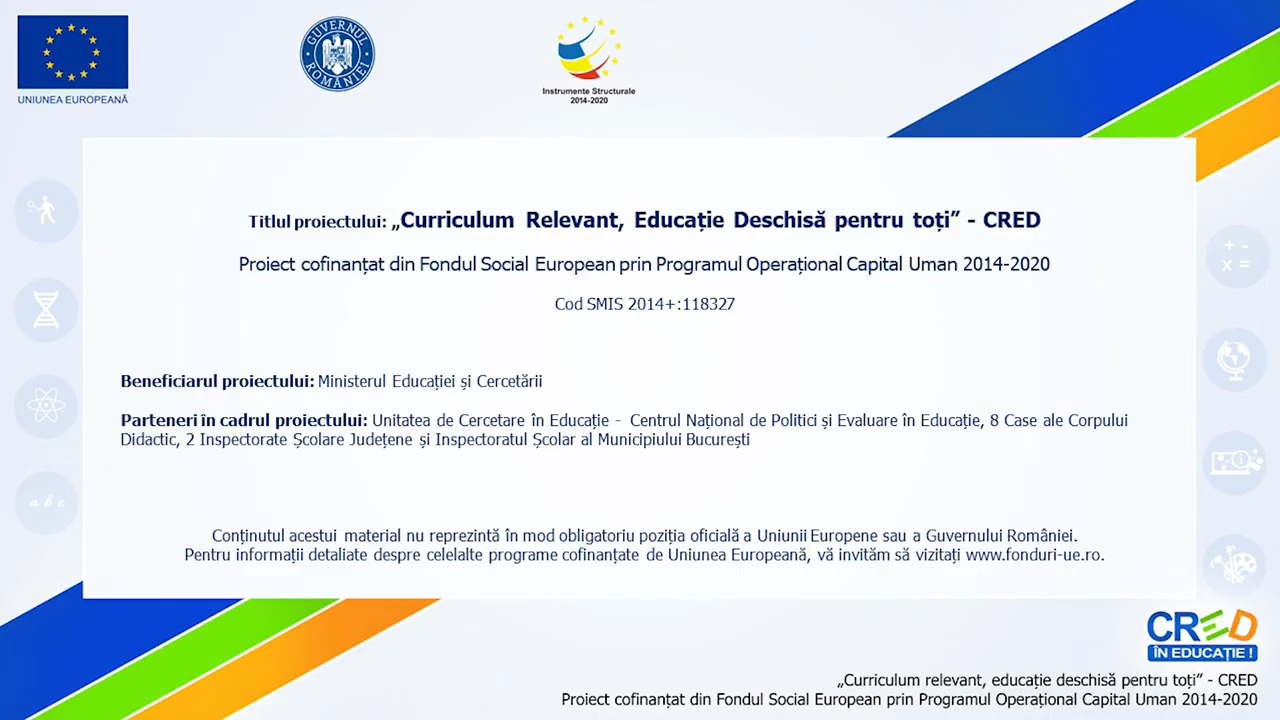 UNIUNEA EUROPEANĂ
GUVERNUL ROMÂNIEI
Instrumente Structurale
2014-2020
Titlul proiectului: „Curriculum Relevant, Educație Deschisă pentru toți” - CRED
Proiect cofinanțat din Fondul Social European prin Programul Operațional Capital Uman 2014-2020
Cod SMIS 2014+:118327
+ -
x =
Beneficiarul proiectului: Ministerul Educației și Cercetării
Parteneri în cadrul proiectului: Unitatea de Cercetare în Educație - Centrul Național de Politici și Evaluare în Educație, 8 Case ale Corpului
Didactic, 2 Inspectorate Școlare Județene și Inspectoratul Școlar al Municipiului București
a b c
Conținutul acestui material nu reprezintă în mod obligatoriu poziția oficială a Uniunii Europene sau a Guvernului României.
Pentru informații detaliate despre celelalte programe cofinanțate de Uniunea Europeană, vă invităm să vizitați www.fonduri-ue.ro.
CRED
ÎN EDUCAȚIE !
„Curriculum relevant, educație deschisă pentru toți” - CRED
Proiect cofinanțat din Fondul Social European prin Programul Operațional Capital Uman 2014-2020